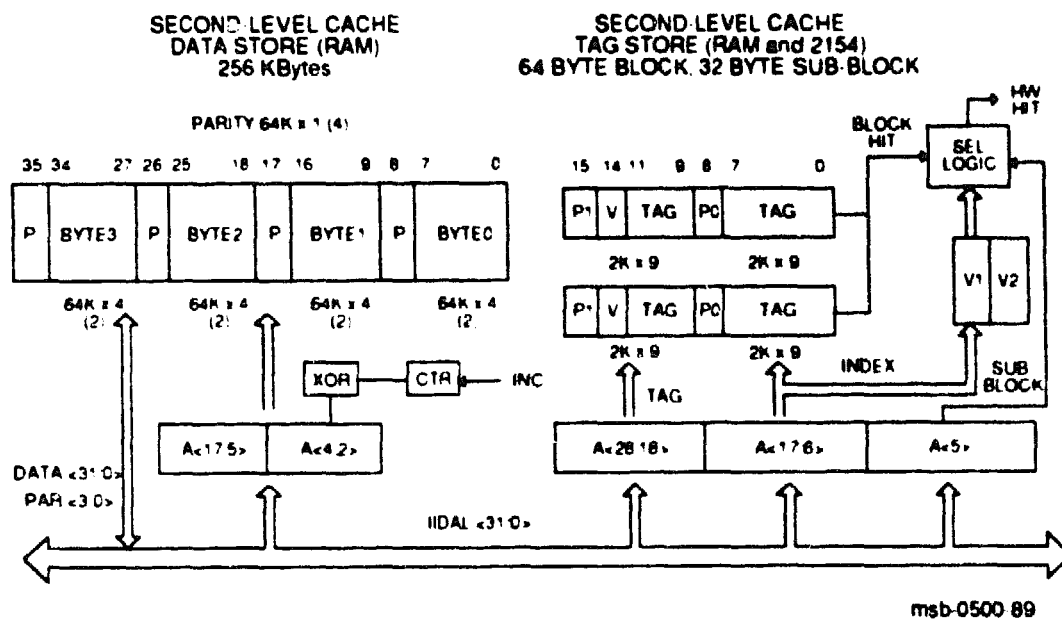 SECOND-LEVEL CACHE
DATA STORE (RAM)
256 KBytes
SECOND-LEVEL CACHE
TAG STORE (RAM and 2154)
64 BYTE BLOCK, 32 BYTE SUB-BLOCK
PARITY 64K x 1 (4)
35 34 27 26 25 18 17 16 9 8 7 0
P BYTE3 P BYTE2 P BYTE1 P BYTE0
64K x 4 64K x 4 64K x 4 64K x 4
(2) (2) (2) (2)
XOR CTR INC
A<17:5> A<4:2>
DATA <31:0>
PAR <3:0>
15 14 11 9 8 7 0
P1 V TAG P0 TAG
2K x 9 2K x 9
P1 V TAG P0 TAG
2K x 9 2K x 9
BLOCK
HIT
HW
HIT
SEL
LOGIC
V1 V2
TAG
INDEX
SUB
BLOCK
A<28:18> A<17:6> A<5>
IIDAL <31:0>
msb-0500-89